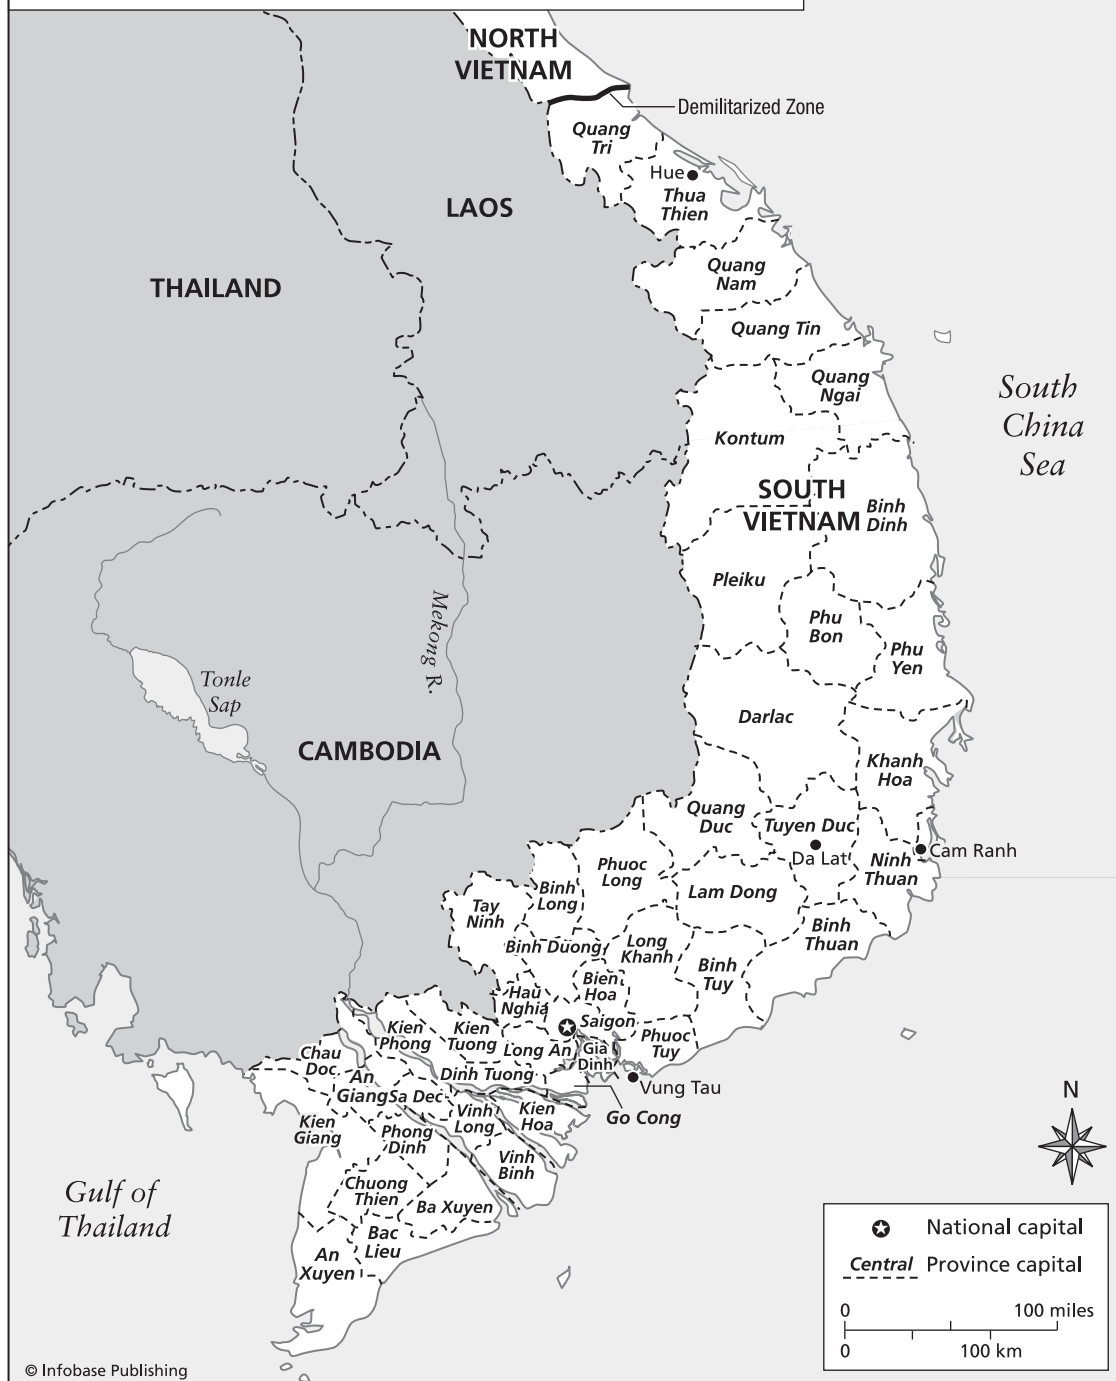 NORTH
VIETNAM
Demilitarized Zone
Quang
Tri
Hue
Thua
Thien
LAOS
THAILAND
Quang
Nam
Quang Tin
Quang
Ngai
South
China
Sea
Kontum
SOUTH
VIETNAM
Binh
Dinh
Pleiku
Phu
Bon
Phu
Yen
Mekong R.
Tonle
Sap
Darlac
CAMBODIA
Khanh
Hoa
Quang
Duc
Tuyen Duc
Da Lat
Cam Ranh
Ninh
Thuan
Phuoc
Long
Binh
Long
Lam Dong
Tay
Ninh
Binh
Thuan
Binh Duong
Long
Khanh
Binh
Tuy
Bien
Hoa
Hau
Nghia
Saigon
Kien
Phong
Kien
Tuong
Long An
Gia
Dinh
Phuoc
Tuy
Chau
Doc
Dinh Tuong
Vung Tau
An
Giang
Sa Dec
Vinh
Long
Kien
Hoa
Go Cong
Kien
Giang
Phong
Dinh
Vinh
Binh
Chuong
Thien
Ba Xuyen
Bac
Lieu
An
Xuyen
Gulf of
Thailand
N
National capital
Central Province capital
0 100 miles
0 100 km
© Infobase Publishing